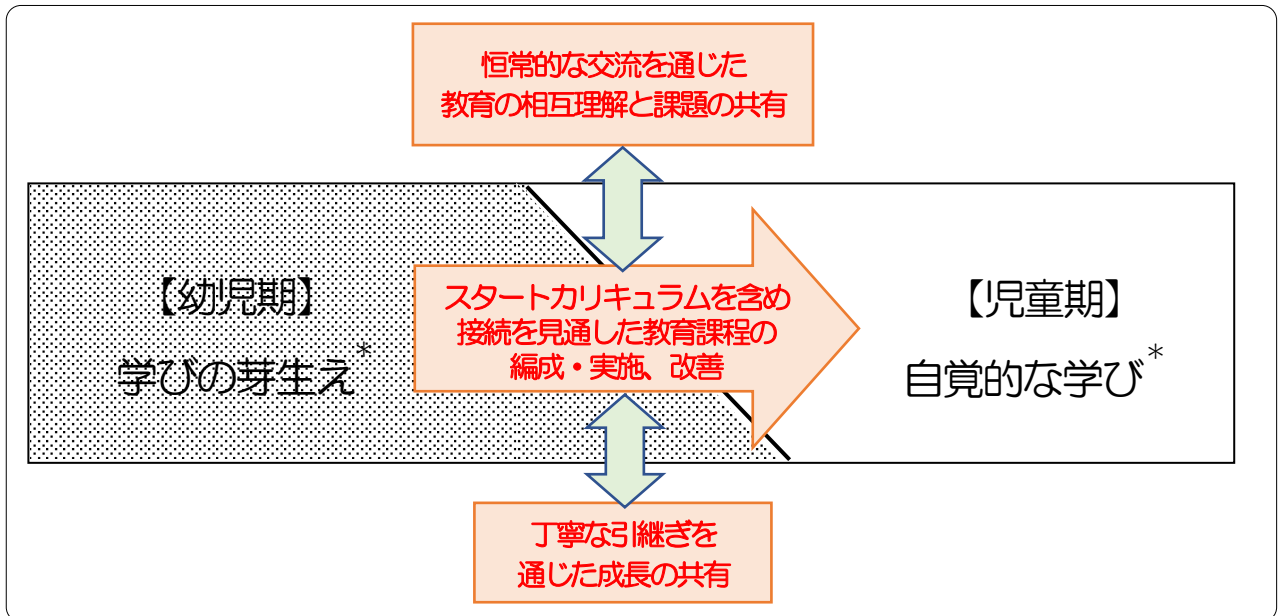 恒常的な交流を通じた
教育の相互理解と課題の共有
【幼児期】
学びの芽生え*
スタートカリキュラムを含め
接続を見通した教育課程の
編成・実施、改善
【児童期】
自覚的な学び*
丁寧な引継ぎを
通じた成長の共有